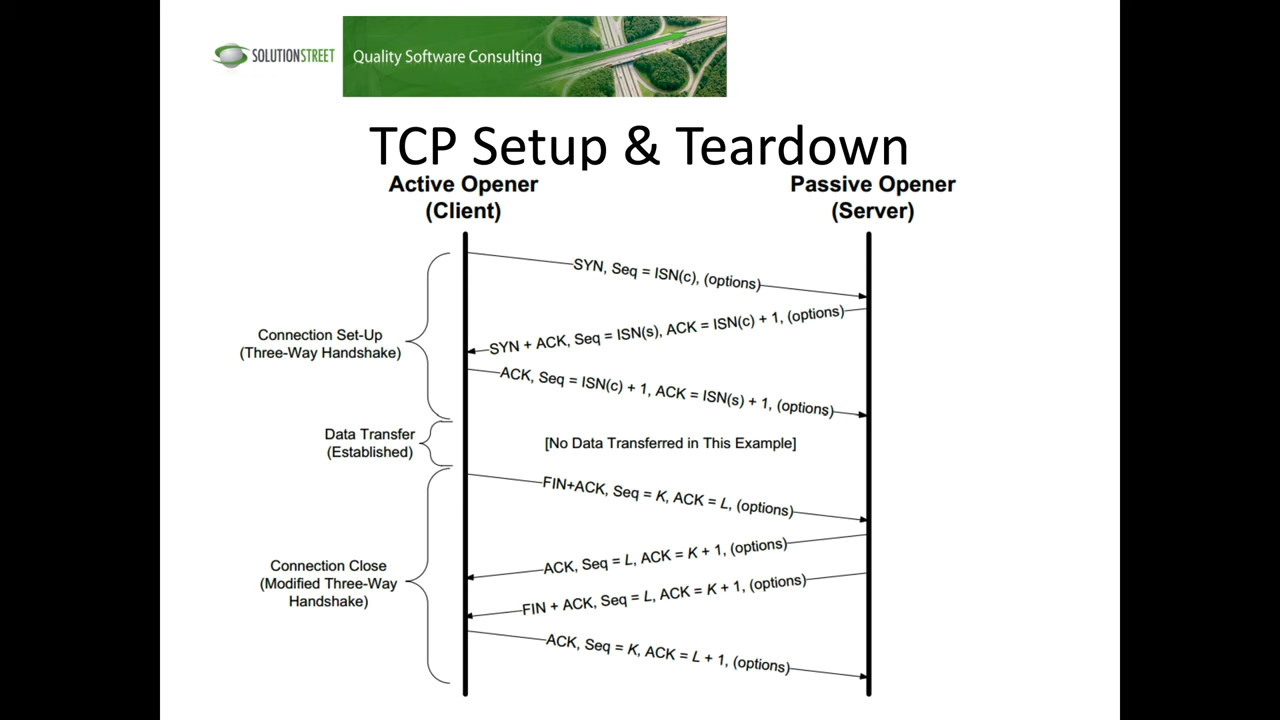 SOLUTIONSTREET
Quality Software Consulting
TCP Setup & Teardown
Active Opener
(Client)
Passive Opener
(Server)
SYN, Seq = ISN(c), (options)
SYN + ACK, Seq = ISN(s), ACK = ISN(c) + 1, (options)
Connection Set-Up
(Three-Way Handshake)
ACK, Seq = ISN(c) + 1, ACK = ISN(s) + 1, (options)
Data Transfer
(Established)
[No Data Transferred in This Example]
FIN+ACK, Seq = K, ACK = L, (options)
ACK, Seq = L, ACK = K + 1, (options)
Connection Close
(Modified Three-Way
Handshake)
FIN + ACK, Seq = L, ACK = K + 1, (options)
ACK, Seq = K, ACK = L + 1, (options)